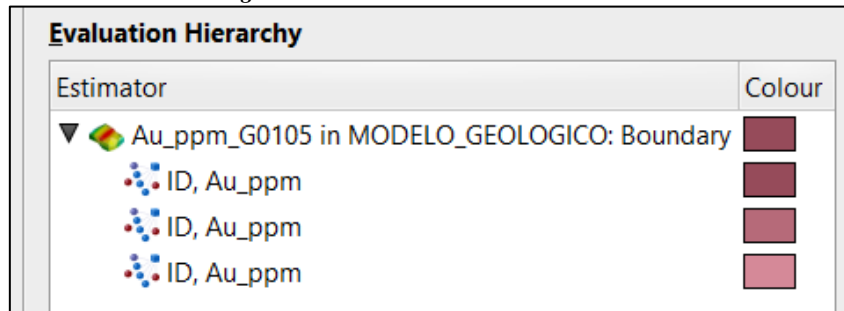 Evaluation Hierarchy
Estimator Colour
Au_ppm_G0105 in MODELO_GEOLOGICO: Boundary
ID, Au_ppm
ID, Au_ppm
ID, Au_ppm